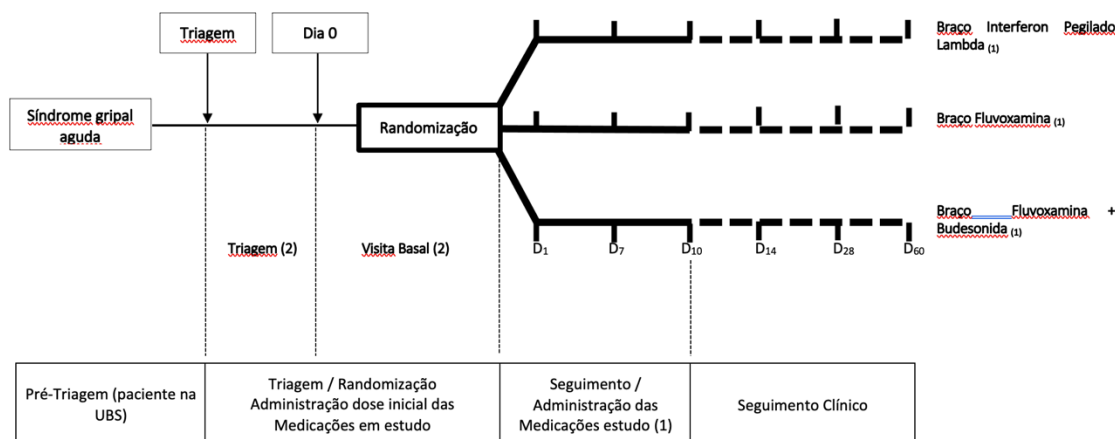 Triagem
Dia 0
Braço Interferon Pegilado
Lambda (1)
Síndrome gripal
aguda
Randomização
Braço Fluvoxamina (1)
Braço Fluvoxamina +
Budesonida (1)
D1 D7 D10 D14 D28 D60
Triagem (2)
Visita Basal (2)
Pré-Triagem (paciente na
UBS)
Triagem / Randomização
Administração dose inicial das
Medicações em estudo
Seguimento /
Administração das
Medicações estudo (1)
Seguimento Clínico